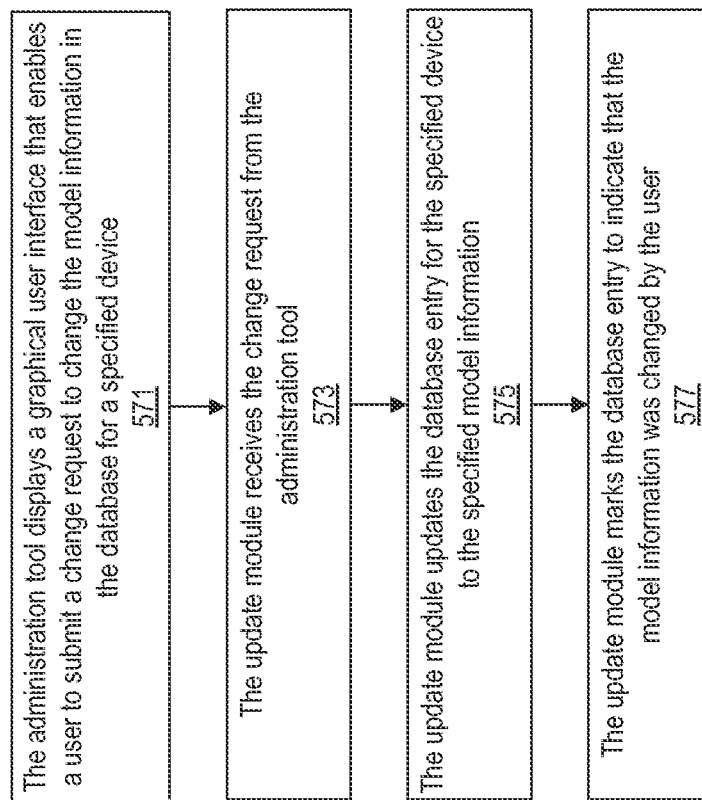 The administration tool displays a graphical user interface that enables
a user to submit a change request to change the model information in
the database for a specified device
571
The update module receives the change request from the
administration tool
573
The update module updates the database entry for the specified device
to the specified model information
575
The update module marks the database entry to indicate that the
model information was changed by the user
577